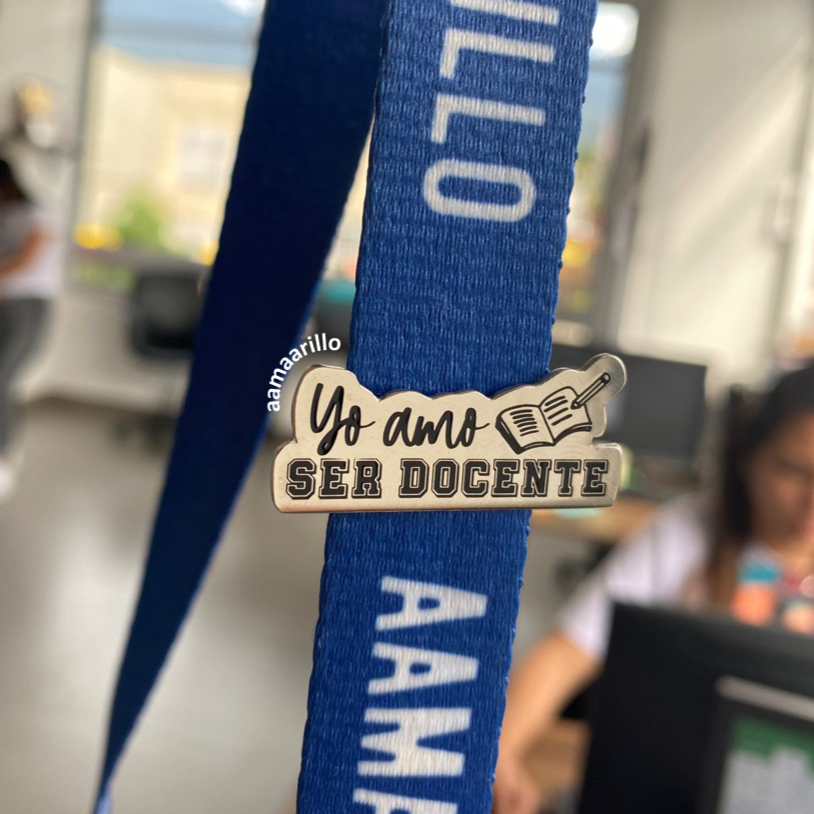 ILLO
aamaarillo
Yo amo
SER DOCENTE
AAMA